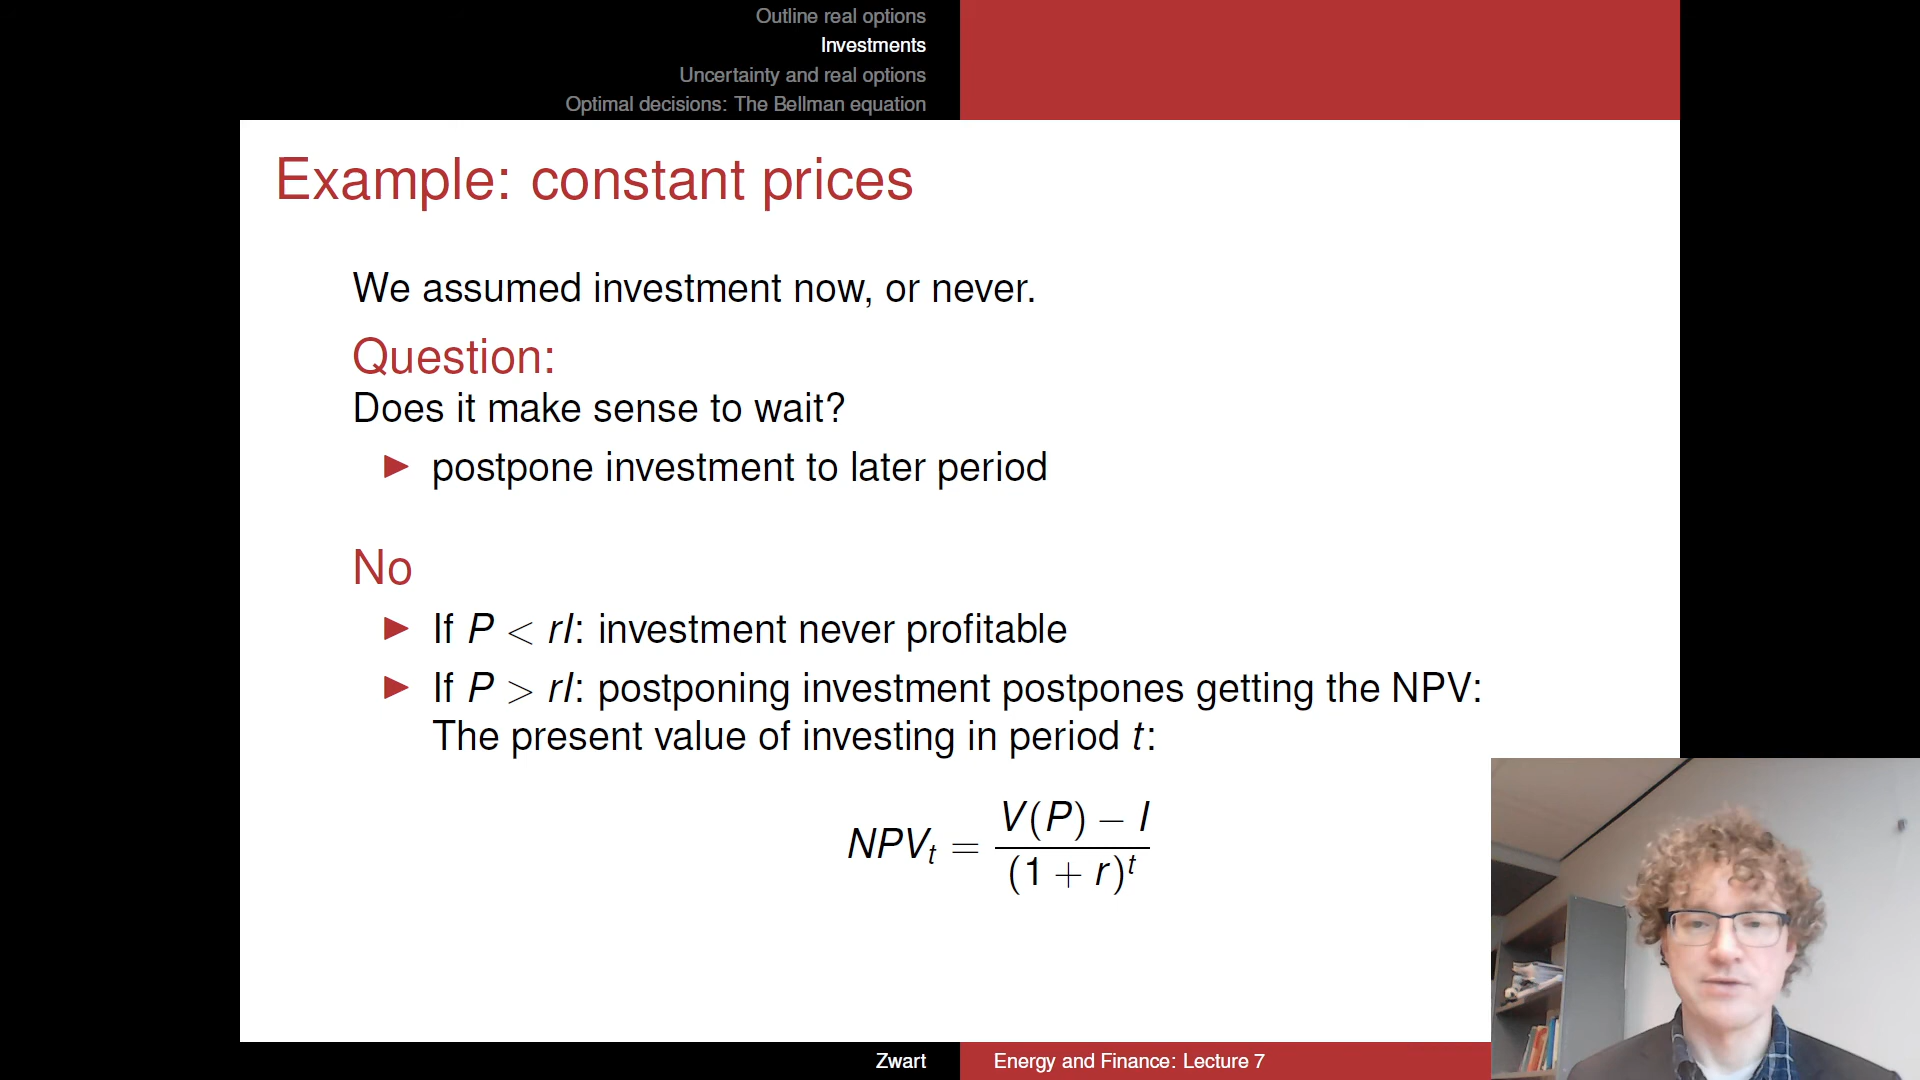 Outline real options
Investments
Uncertainty and real options
Optimal decisions: The Bellman equation
Example: constant prices
We assumed investment now, or never.
Question:
Does it make sense to wait?
▶ postpone investment to later period
No
▶ If P < rI: investment never profitable
▶ If P > rI: postponing investment postpones getting the NPV:
The present value of investing in period t:
NPV_t = \frac{V(P) − I}{(1 + r)^t}
Zwart
Energy and Finance: Lecture 7